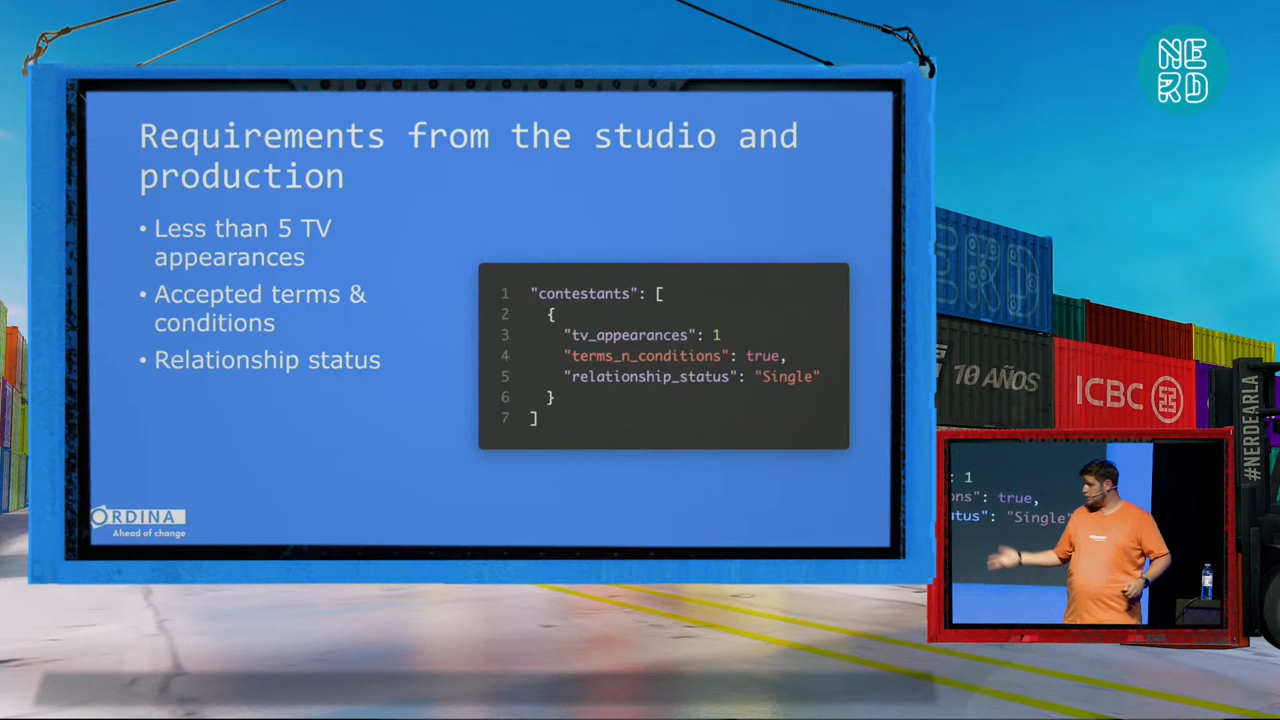 NE
RD
Requirements from the studio and
production
• Less than 5 TV
appearances
• Accepted terms &
conditions
• Relationship status
1 "contestants": [
2 {
3 "tv_appearances": 1
4 "terms_n_conditions": true,
5 "relationship_status": "Single"
6 }
7 ]
ORDINA
Ahead of change
10 AÑOS
ICBC
#NERDEARLA
: 1
ons": true,
atus": "Single"